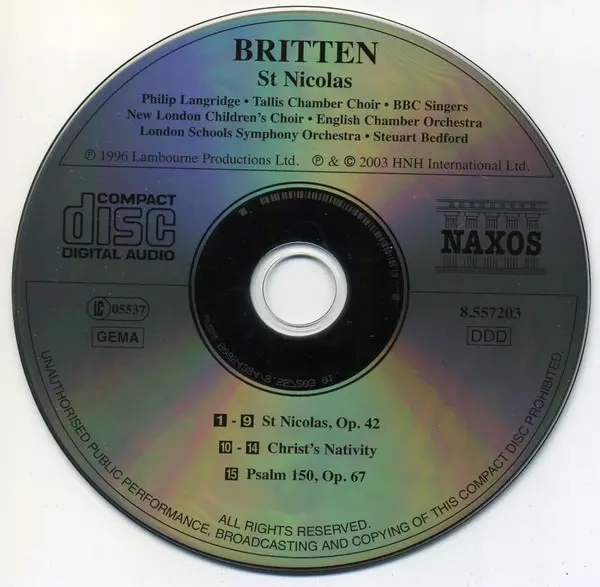 BRITTEN
St Nicolas
Philip Langridge • Tallis Chamber Choir • BBC Singers
New London Children's Choir • English Chamber Orchestra
London Schools Symphony Orchestra • Steuart Bedford
℗ 1996 Lambourne Productions Ltd. ℗ & © 2003 HNH International Ltd.
COMPACT
disc
DIGITAL AUDIO
NAXOS
LC 05537
GEMA
8.557203
DDD
1 - 9 St Nicolas, Op. 42
10 - 14 Christ's Nativity
15 Psalm 150, Op. 67
ALL RIGHTS RESERVED.
UNAUTHORISED PUBLIC PERFORMANCE, BROADCASTING AND COPYING OF THIS COMPACT DISC PROHIBITED